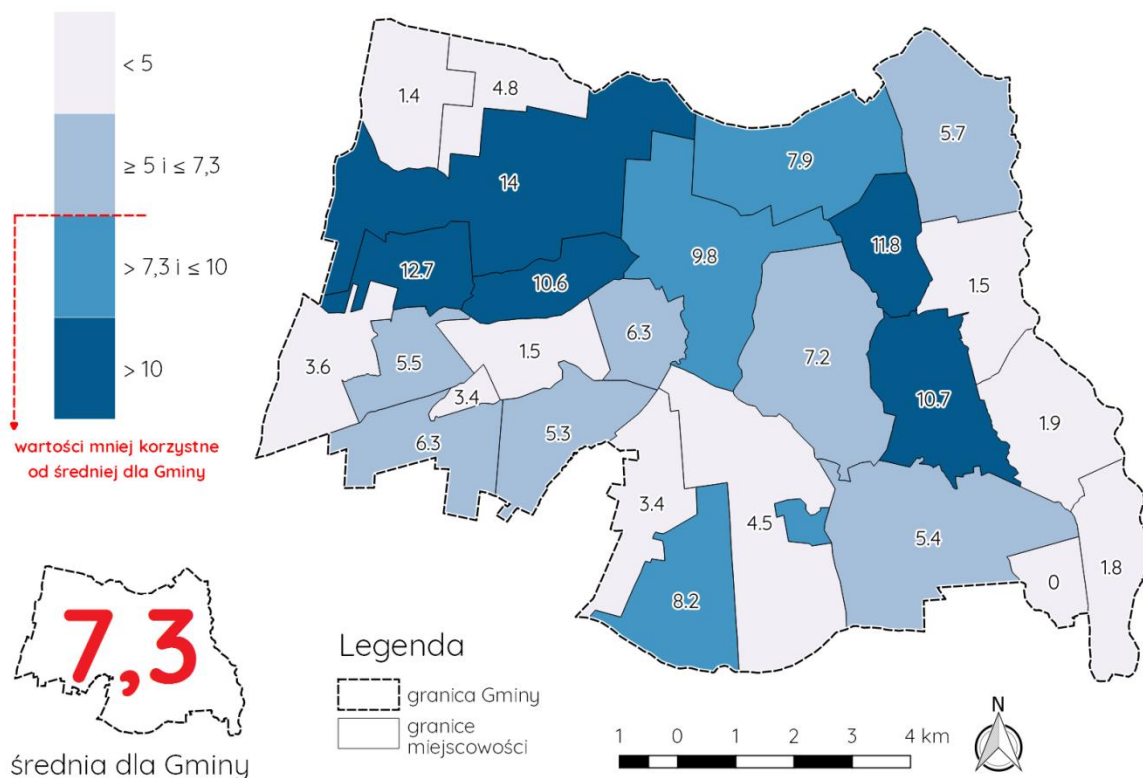 < 5
≥ 5 i ≤ 7,3
> 7,3 i ≤ 10
> 10
wartości mniej korzystne
od średniej dla Gminy
1.4
4.8
5.7
7.9
14
11.8
9.8
12.7
10.6
1.5
6.3
3.6
5.5
1.5
7.2
3.4
10.7
1.9
6.3
5.3
3.4
4.5
5.4
8.2
0
1.8
7,3
średnia dla Gminy
Legenda
granica Gminy
granice
miejscowości
1 0 1 2 3 4 km
N